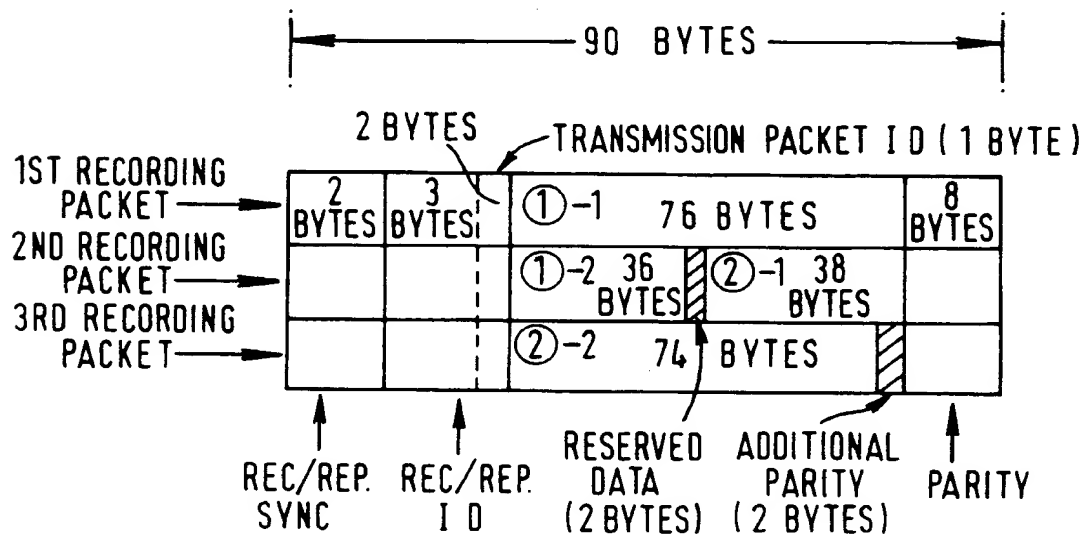 90 BYTES
2 BYTES
TRANSMISSION PACKET ID (1 BYTE)
1ST RECORDING
PACKET
2
BYTES
3
BYTES
①-1
76 BYTES
8
BYTES
2ND RECORDING
PACKET
①-2 36
BYTES
②-1 38
BYTES
3RD RECORDING
PACKET
②-2
74 BYTES
REC/REP.
SYNC
REC/REP.
ID
RESERVED
DATA
(2 BYTES)
ADDITIONAL
PARITY
(2 BYTES)
PARITY